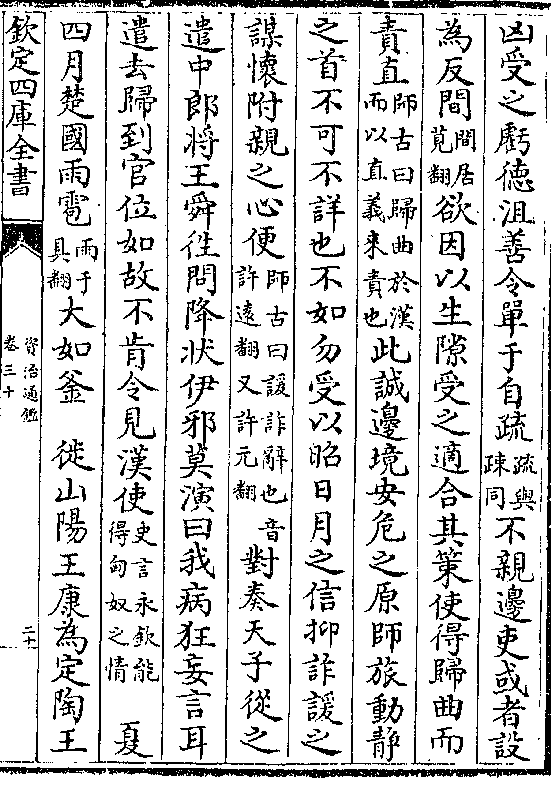 凶受之虧徳沮善令單于自疏疏與疎同不親邊吏或者設
為反間間居莧翻欲因以生隙受之適合其策使得歸曲而
責直師古曰歸曲於漢而以直義來責也此誠邊境安危之原師旅動靜
之首不可不詳也不如勿受以昭日月之信抑詐諼之
謀懷附親之心便師古曰諼詐辭也音許遠翻又許元翻對奏天子從之
遣中郎將王舜徃問降狀伊邪莫演曰我病狂妄言耳
遣去歸到官位如故不肯令見漢使史言永欽能得匈奴之情夏
四月楚國雨雹雨于具翻大如釜 徙山陽王康為定陶王
欽定四庫全書
資治通鑑
卷三十
二十